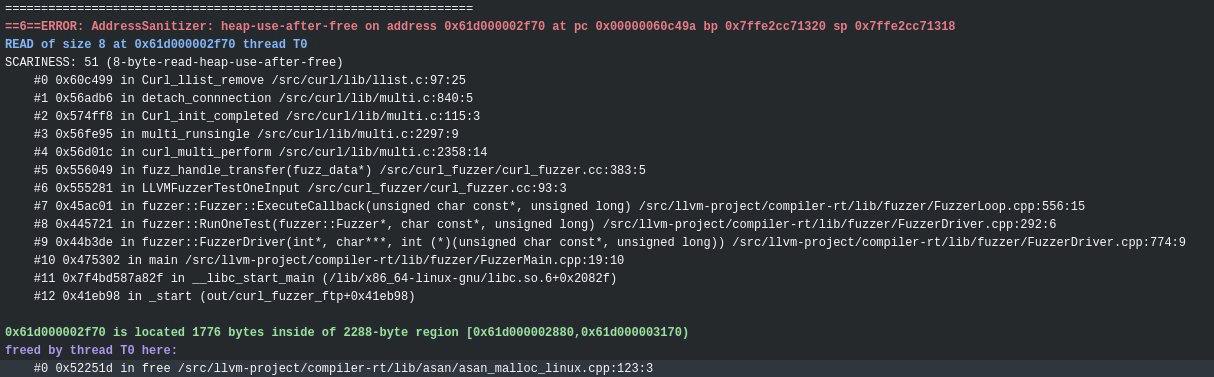 =================================================================
==6==ERROR: AddressSanitizer: heap-use-after-free on address 0x61d000002f70 at pc 0x00000060c49a bp 0x7ffe2cc71320 sp 0x7ffe2cc71318
READ of size 8 at 0x61d000002f70 thread T0
SCARINESS: 51 (8-byte-read-heap-use-after-free)
    #0 0x60c499 in Curl_llist_remove /src/curl/lib/llist.c:97:25
    #1 0x56adb6 in detach_connnection /src/curl/lib/multi.c:840:5
    #2 0x574ff8 in Curl_init_completed /src/curl/lib/multi.c:115:3
    #3 0x56fe95 in multi_runsingle /src/curl/lib/multi.c:2297:9
    #4 0x56d01c in curl_multi_perform /src/curl/lib/multi.c:2358:14
    #5 0x556049 in fuzz_handle_transfer(fuzz_data*) /src/curl_fuzzer/curl_fuzzer.cc:383:5
    #6 0x555281 in LLVMFuzzerTestOneInput /src/curl_fuzzer/curl_fuzzer.cc:93:3
    #7 0x45ac01 in fuzzer::Fuzzer::ExecuteCallback(unsigned char const*, unsigned long) /src/llvm-project/compiler-rt/lib/fuzzer/FuzzerLoop.cpp:556:15
    #8 0x445721 in fuzzer::RunOneTest(fuzzer::Fuzzer*, char const*, unsigned long) /src/llvm-project/compiler-rt/lib/fuzzer/FuzzerDriver.cpp:292:6
    #9 0x44b3de in fuzzer::FuzzerDriver(int*, char***, int (*)(unsigned char const*, unsigned long)) /src/llvm-project/compiler-rt/lib/fuzzer/FuzzerDriver.cpp:774:9
    #10 0x475302 in main /src/llvm-project/compiler-rt/lib/fuzzer/FuzzerMain.cpp:19:10
    #11 0x7f4bd587a82f in __libc_start_main (/lib/x86_64-linux-gnu/libc.so.6+0x2082f)
    #12 0x41eb98 in _start (out/curl_fuzzer_ftp+0x41eb98)

0x61d000002f70 is located 1776 bytes inside of 2288-byte region [0x61d000002880,0x61d000003170)
freed by thread T0 here:
    #0 0x52251d in free /src/llvm-project/compiler-rt/lib/asan/asan_malloc_linux.cpp:123:3